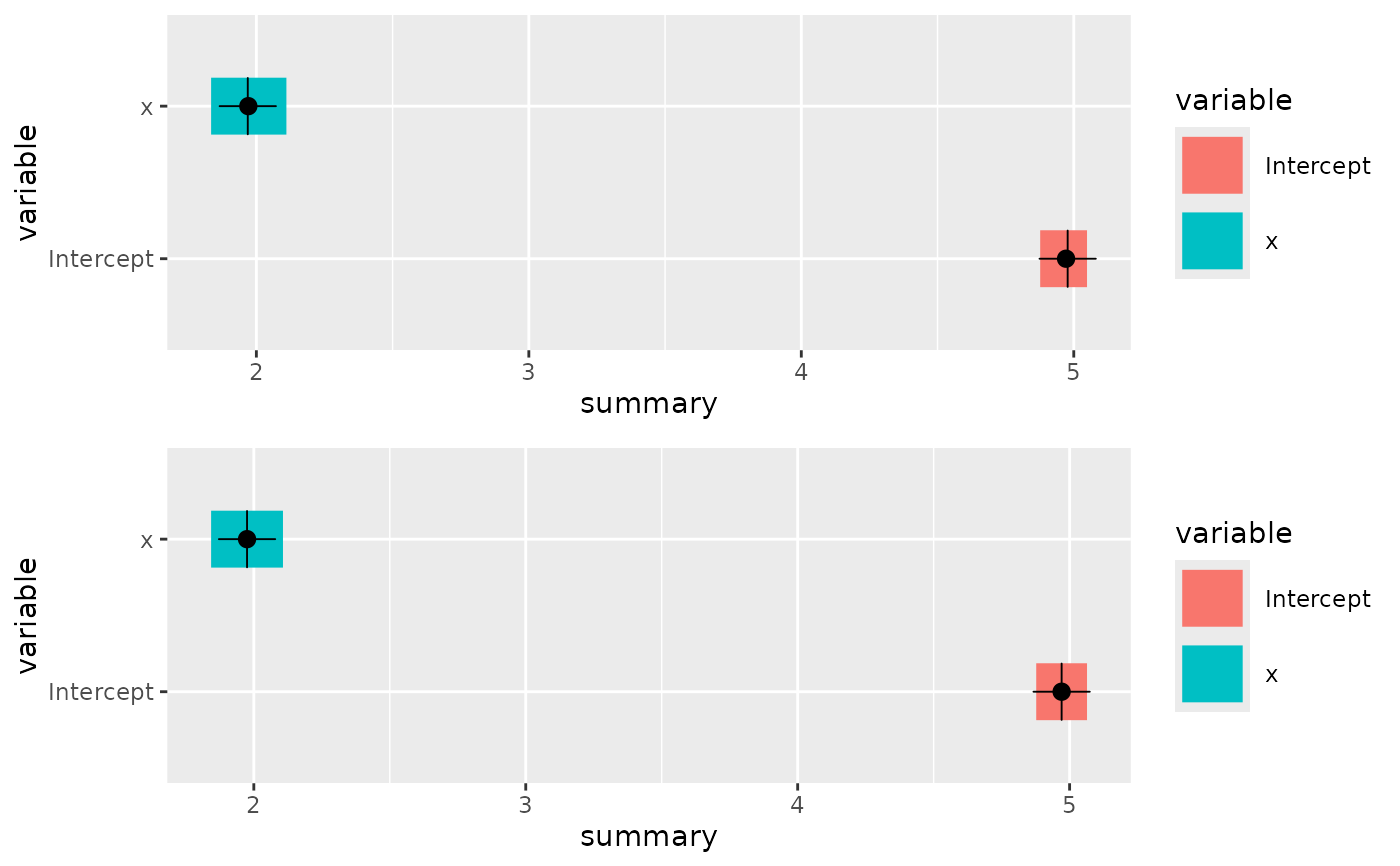 variable
x
Intercept
2 3 4 5
summary
variable
Intercept
x
variable
x
Intercept
2 3 4 5
summary
variable
Intercept
x